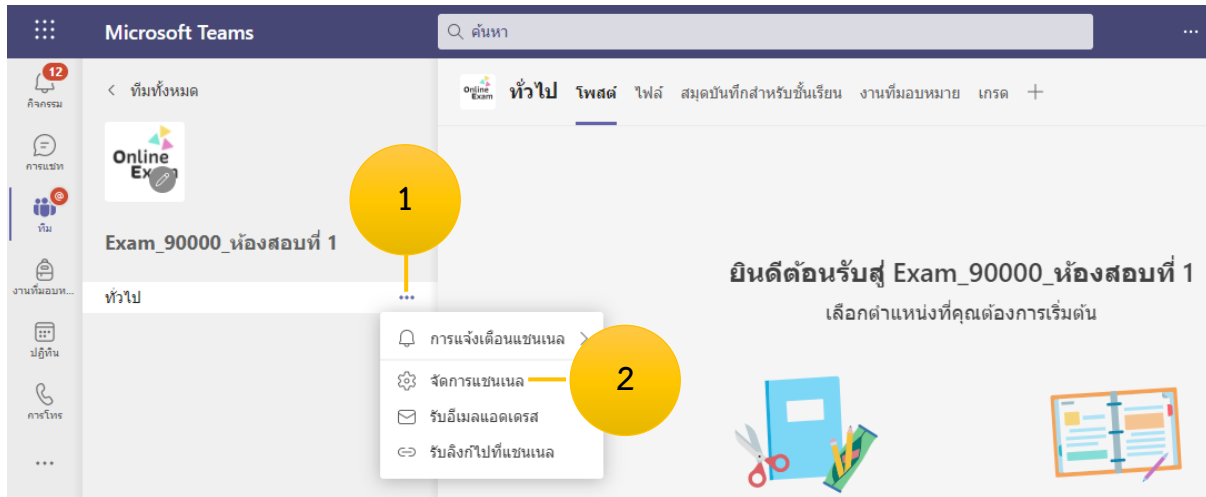 Microsoft Teams
ค้นหา
12
กิจกรรม
การแชท
@
ทีม
งานที่มอบห...
ปฏิทิน
การโทร
< ทีมทั้งหมด
Online
Exam_90000_ห้องสอบที่ 1
ทั่วไป
Online
Exam
ทั่วไป โพสต์ ไฟล์ สมุดบันทึกสำหรับชั้นเรียน งานที่มอบหมาย เกรด +
1
การแจ้งเตือนแชนเนล >
จัดการแชนเนล
รับอีเมลแอดเดรส
รับลิงก์ไปที่แชนเนล
2
ยินดีต้อนรับสู่ Exam_90000_ห้องสอบที่ 1
เลือกตำแหน่งที่คุณต้องการเริ่มต้น